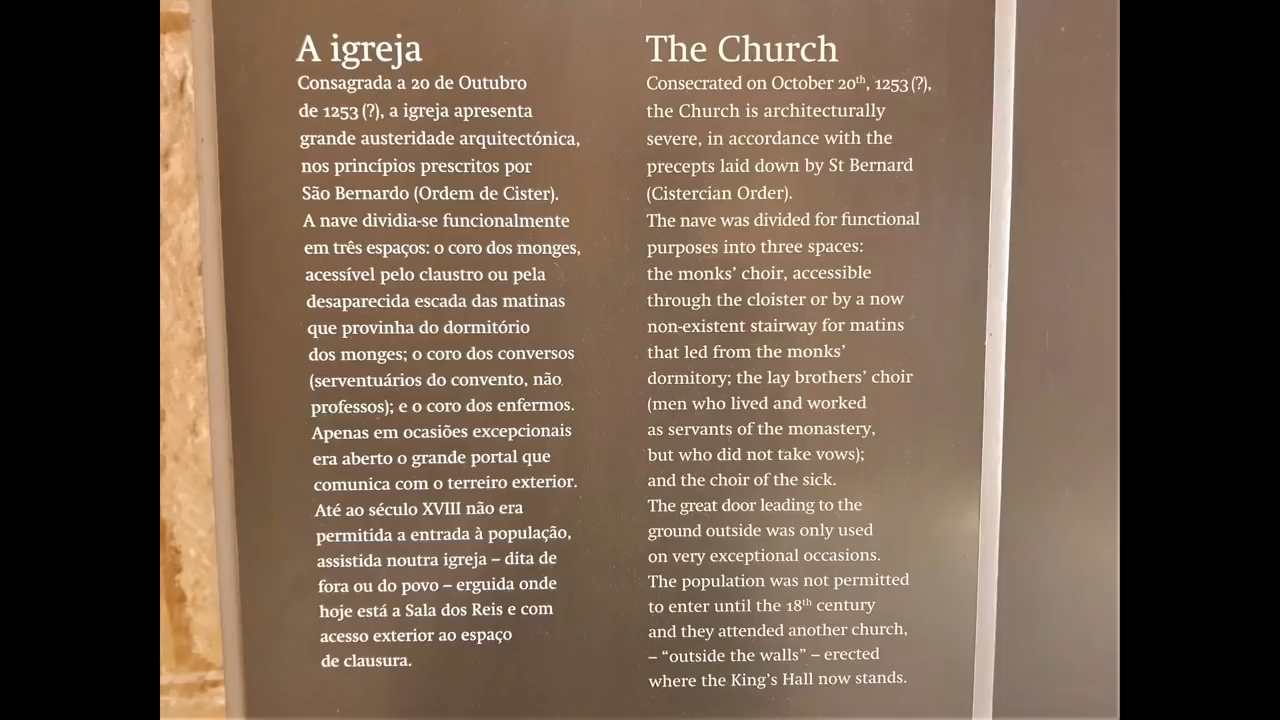 A igreja
Consagrada a 20 de Outubro
de 1253 (?), a igreja apresenta
grande austeridade arquitectónica,
nos princípios prescritos por
São Bernardo (Ordem de Cister).
A nave dividia-se funcionalmente
em três espaços: o coro dos monges,
acessível pelo claustro ou pela
desaparecida escada das matinas
que provinha do dormitório
dos monges; o coro dos conversos
(serventuários do convento, não
professos); e o coro dos enfermos.
Apenas em ocasiões excepcionais
era aberto o grande portal que
comunica com o terreiro exterior.
Até ao século XVIII não era
permitida a entrada à população,
assistida noutra igreja – dita de
fora ou do povo – erguida onde
hoje está a Sala dos Reis e com
acesso exterior ao espaço
de clausura.
The Church
Consecrated on October 20th, 1253 (?),
the Church is architecturally
severe, in accordance with the
precepts laid down by St Bernard
(Cistercian Order).
The nave was divided for functional
purposes into three spaces:
the monks’ choir, accessible
through the cloister or by a now
non-existent stairway for matins
that led from the monks’
dormitory; the lay brothers’ choir
(men who lived and worked
as servants of the monastery,
but who did not take vows);
and the choir of the sick.
The great door leading to the
ground outside was only used
on very exceptional occasions.
The population was not permitted
to enter until the 18th century
and they attended another church,
– “outside the walls” – erected
where the King’s Hall now stands.